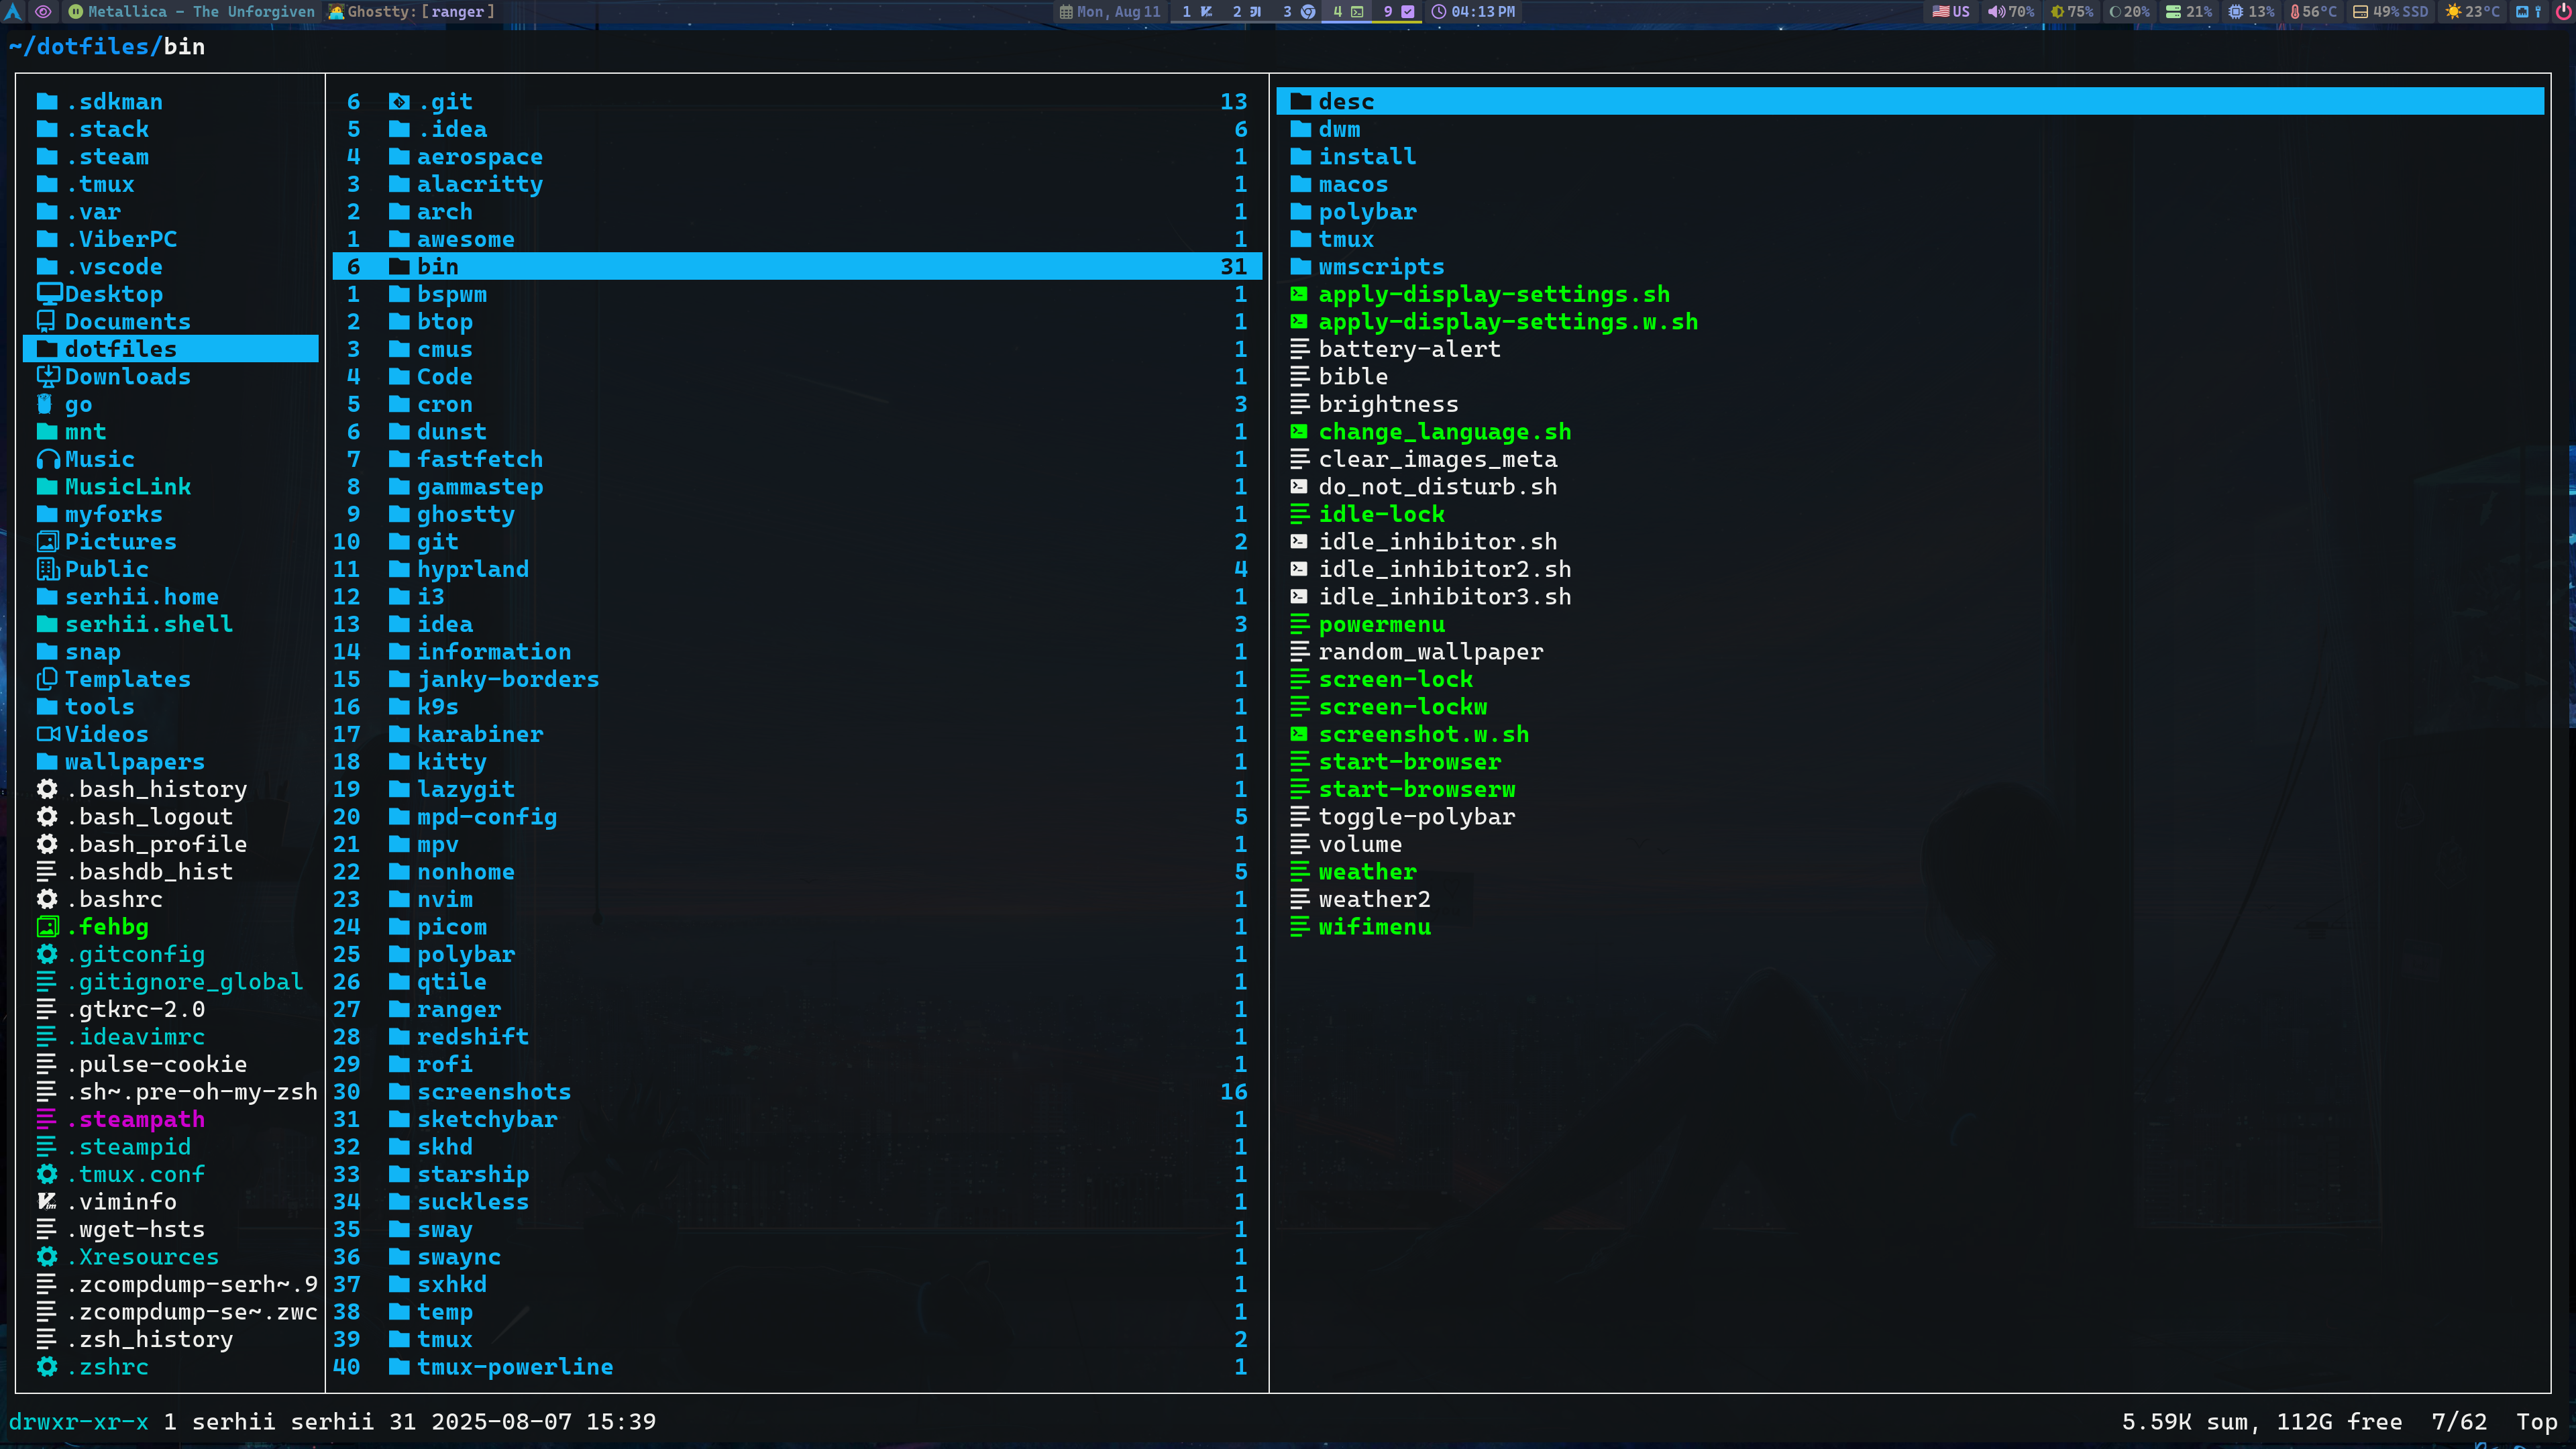 Metallica - The Unforgiven Ghostty: [ranger] Mon, Aug 11 1 2 3 4 9 04:13 PM US 70% 75% 20% 21% 13% 56°C 49% SSD 23°C
~/dotfiles/bin
.sdkman
.stack
.steam
.tmux
.var
.ViberPC
.vscode
Desktop
Documents
dotfiles
Downloads
go
mnt
Music
MusicLink
myforks
Pictures
Public
serhii.home
serhii.shell
snap
Templates
tools
Videos
wallpapers
.bash_history
.bash_logout
.bash_profile
.bashdb_hist
.bashrc
.fehbg
.gitconfig
.gitignore_global
.gtkrc-2.0
.ideavimrc
.pulse-cookie
.sh~.pre-oh-my-zsh
.steampath
.steampid
.tmux.conf
.viminfo
.wget-hsts
.Xresources
.zcompdump-serh~.9
.zcompdump-se~.zwc
.zsh_history
.zshrc
6 .git 13
5 .idea 6
4 aerospace 1
3 alacritty 1
2 arch 1
1 awesome 1
6 bin 31
1 bspwm 1
2 btop 1
3 cmus 1
4 Code 1
5 cron 3
6 dunst 1
7 fastfetch 1
8 gammastep 1
9 ghostty 1
10 git 2
11 hyprland 4
12 i3 1
13 idea 3
14 information 1
15 janky-borders 1
16 k9s 1
17 karabiner 1
18 kitty 1
19 lazygit 1
20 mpd-config 5
21 mpv 1
22 nonhome 5
23 nvim 1
24 picom 1
25 polybar 1
26 qtile 1
27 ranger 1
28 redshift 1
29 rofi 1
30 screenshots 16
31 sketchybar 1
32 skhd 1
33 starship 1
34 suckless 1
35 sway 1
36 swaync 1
37 sxhkd 1
38 temp 1
39 tmux 2
40 tmux-powerline 1
desc
dwm
install
macos
polybar
tmux
wmscripts
apply-display-settings.sh
apply-display-settings.w.sh
battery-alert
bible
brightness
change_language.sh
clear_images_meta
do_not_disturb.sh
idle-lock
idle_inhibitor.sh
idle_inhibitor2.sh
idle_inhibitor3.sh
powermenu
random_wallpaper
screen-lock
screen-lockw
screenshot.w.sh
start-browser
start-browserw
toggle-polybar
volume
weather
weather2
wifimenu
drwxr-xr-x 1 serhii serhii 31 2025-08-07 15:39 5.59K sum, 112G free 7/62 Top